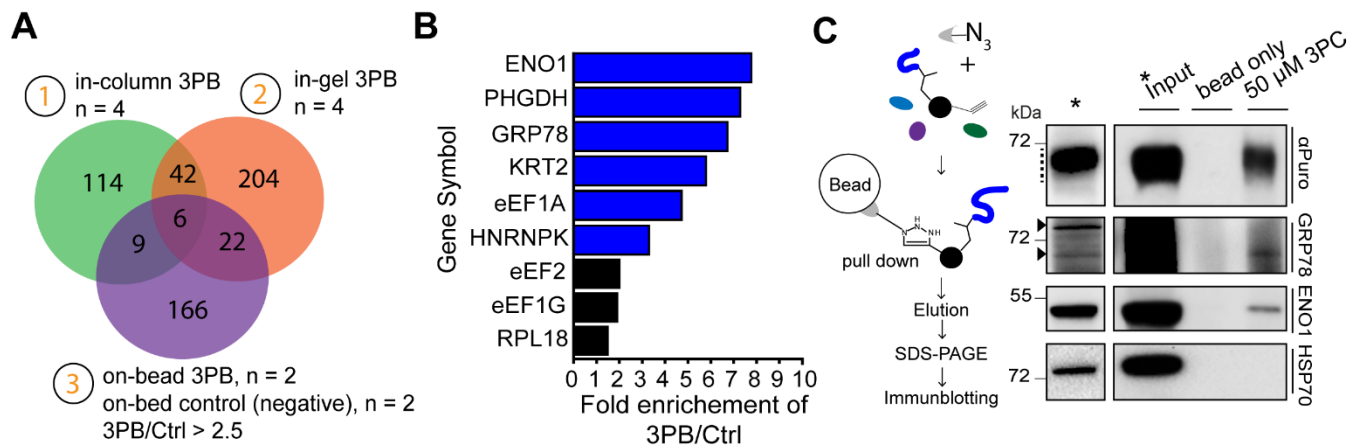 A
1
in-column 3PB
n = 4
2
in-gel 3PB
n = 4
114
42
204
6
9
22
166
3
on-bead 3PB, n = 2
on-bed control (negative), n = 2
3PB/Ctrl > 2.5
B
Gene Symbol
ENO1
PHGDH
GRP78
KRT2
eEF1A
HNRNPK
eEF2
eEF1G
RPL18
0 1 2 3 4 5 6 7 8 9 10
Fold enrichement of
3PB/Ctrl
C
N3
+
Bead
H
N
N
NH
pull down
Elution
SDS-PAGE
Immunblotting
kDa
*
* Input
bead only
50 µM 3PC
72
αPuro
72
GRP78
55
ENO1
72
HSP70